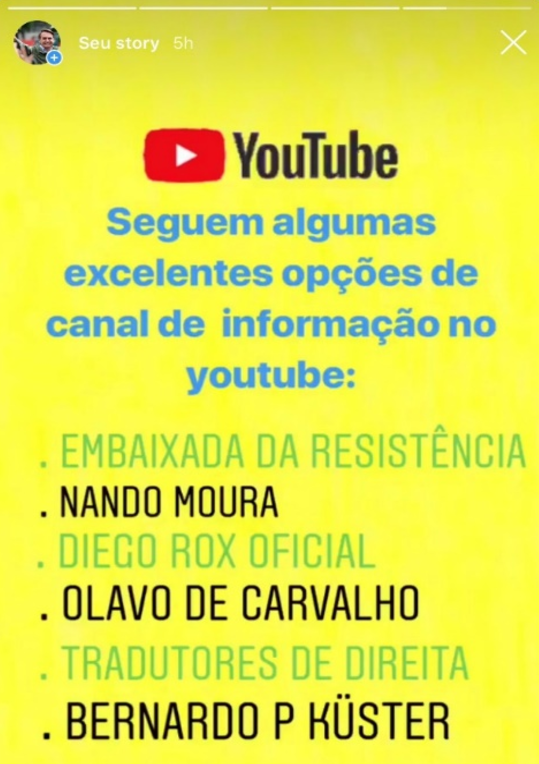 Seu story 5h
YouTube
Seguem algumas
excelentes opções de
canal de informação no
youtube:
. EMBAIXADA DA RESISTÊNCIA
. NANDO MOURA
. DIEGO ROX OFICIAL
. OLAVO DE CARVALHO
. TRADUTORES DE DIREITA
. BERNARDO P KÜSTER